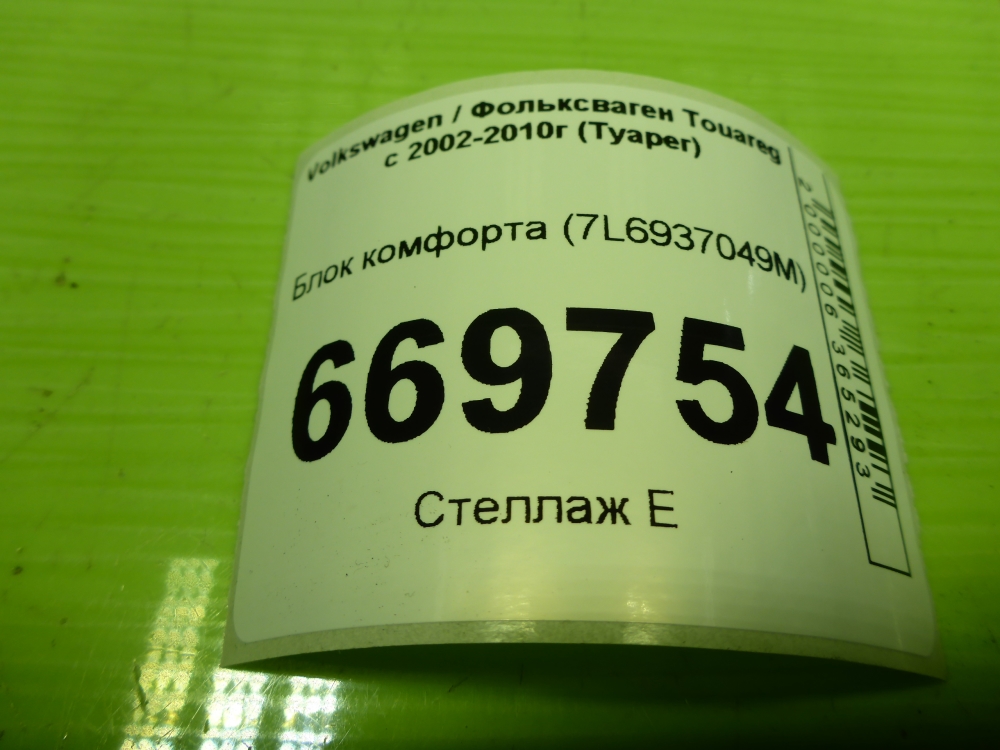 Volkswagen / Фольксваген Touareg
с 2002-2010г (Туарег)
Блок комфорта (7L6937049M)
669754
Стеллаж E
2000006365293